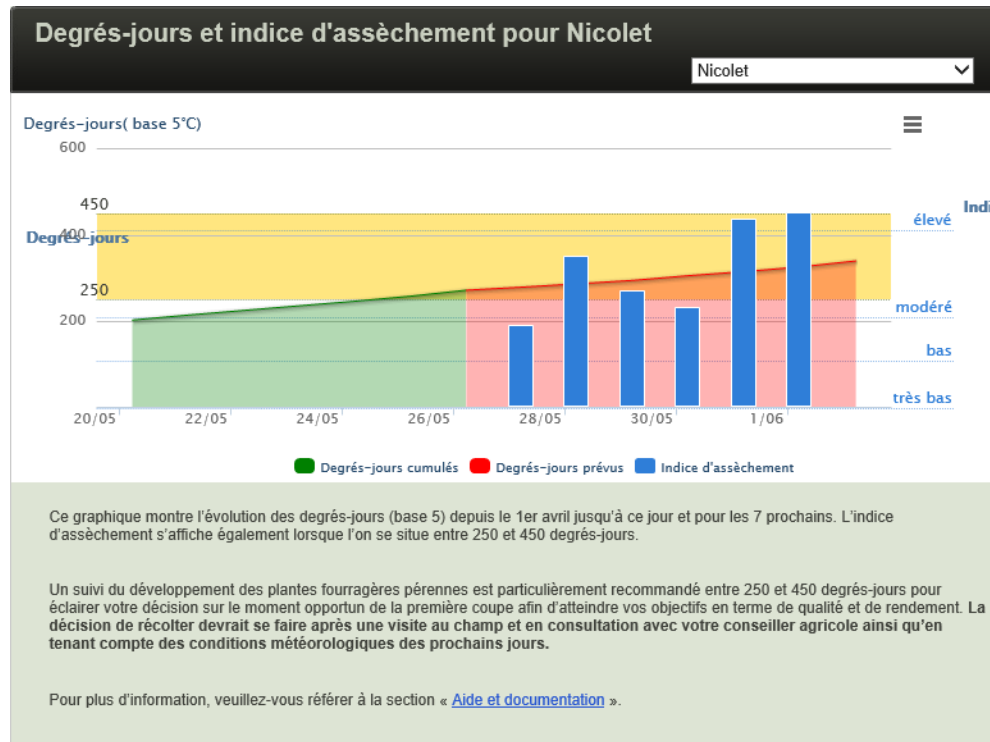 Degrés-jours et indice d'assèchement pour Nicolet
Nicolet
Degrés-jours( base 5°C)
600
450
élevé
Indi
Degrés-jours
400
250
modéré
200
bas
très bas
20/05 22/05 24/05 26/05 28/05 30/05 1/06
Degrés-jours cumulés Degrés-jours prévus Indice d'assèchement
Ce graphique montre l'évolution des degrés-jours (base 5) depuis le 1er avril jusqu'à ce jour et pour les 7 prochains. L'indice
d'assèchement s'affiche également lorsque l'on se situe entre 250 et 450 degrés-jours.
Un suivi du développement des plantes fourragères pérennes est particulièrement recommandé entre 250 et 450 degrés-jours pour
éclairer votre décision sur le moment opportun de la première coupe afin d'atteindre vos objectifs en terme de qualité et de rendement. La
décision de récolter devrait se faire après une visite au champ et en consultation avec votre conseiller agricole ainsi qu'en
tenant compte des conditions météorologiques des prochains jours.
Pour plus d'information, veuillez-vous référer à la section « Aide et documentation ».